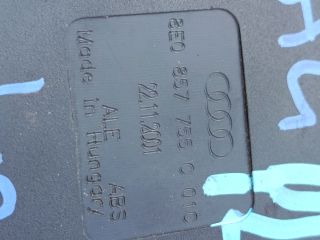 8E0 857 755 Q 01C
22.11.2001
ALE ABS
Made in Hungary